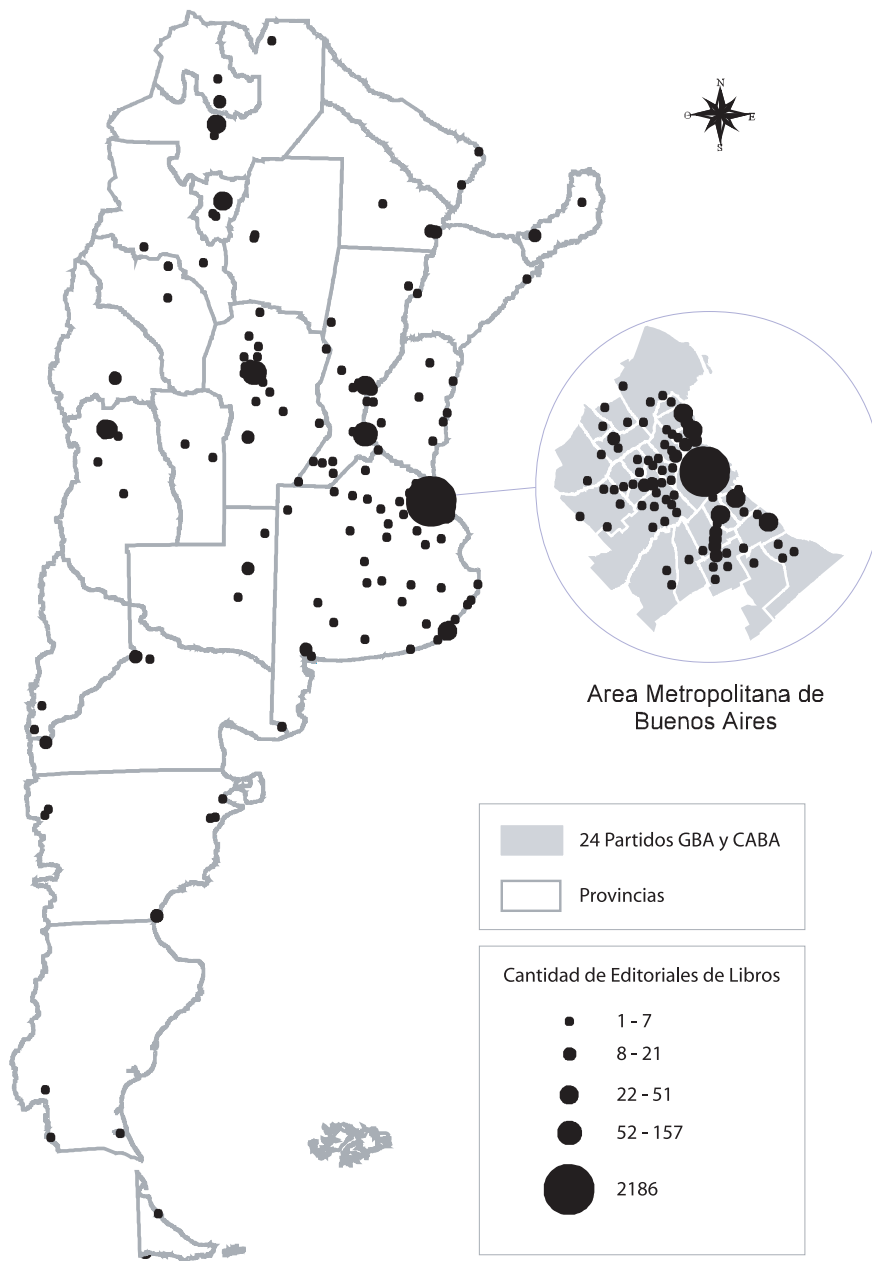 N
O
E
S
Area Metropolitana de
Buenos Aires
24 Partidos GBA y CABA
Provincias
Cantidad de Editoriales de Libros
1 - 7
8 - 21
22 - 51
52 - 157
2186